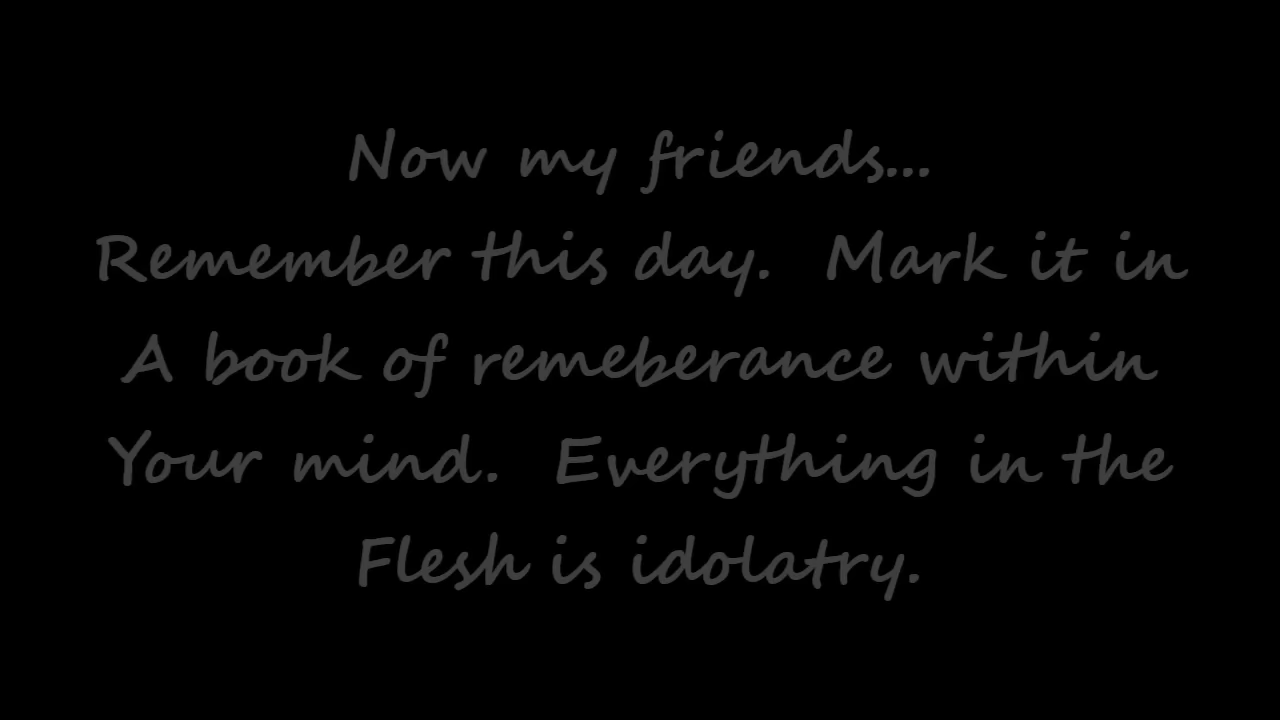 Now my friends...
Remember this day.  Mark it in
A book of remeberance within
Your mind.  Everything in the
Flesh is idolatry.